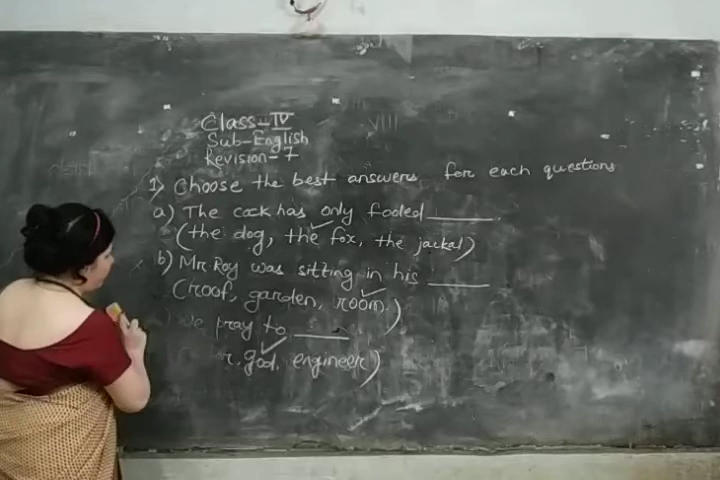 Class-IV
Sub-English
Revision-7
1) Choose the best answers for each questions
a) The cock has only fooled ______.
(the dog, the fox, the jackal)
b) Mr. Roy was sitting in his ______
(roof, garden, room.)
) We pray to ______
r, god, engineer)
VIII